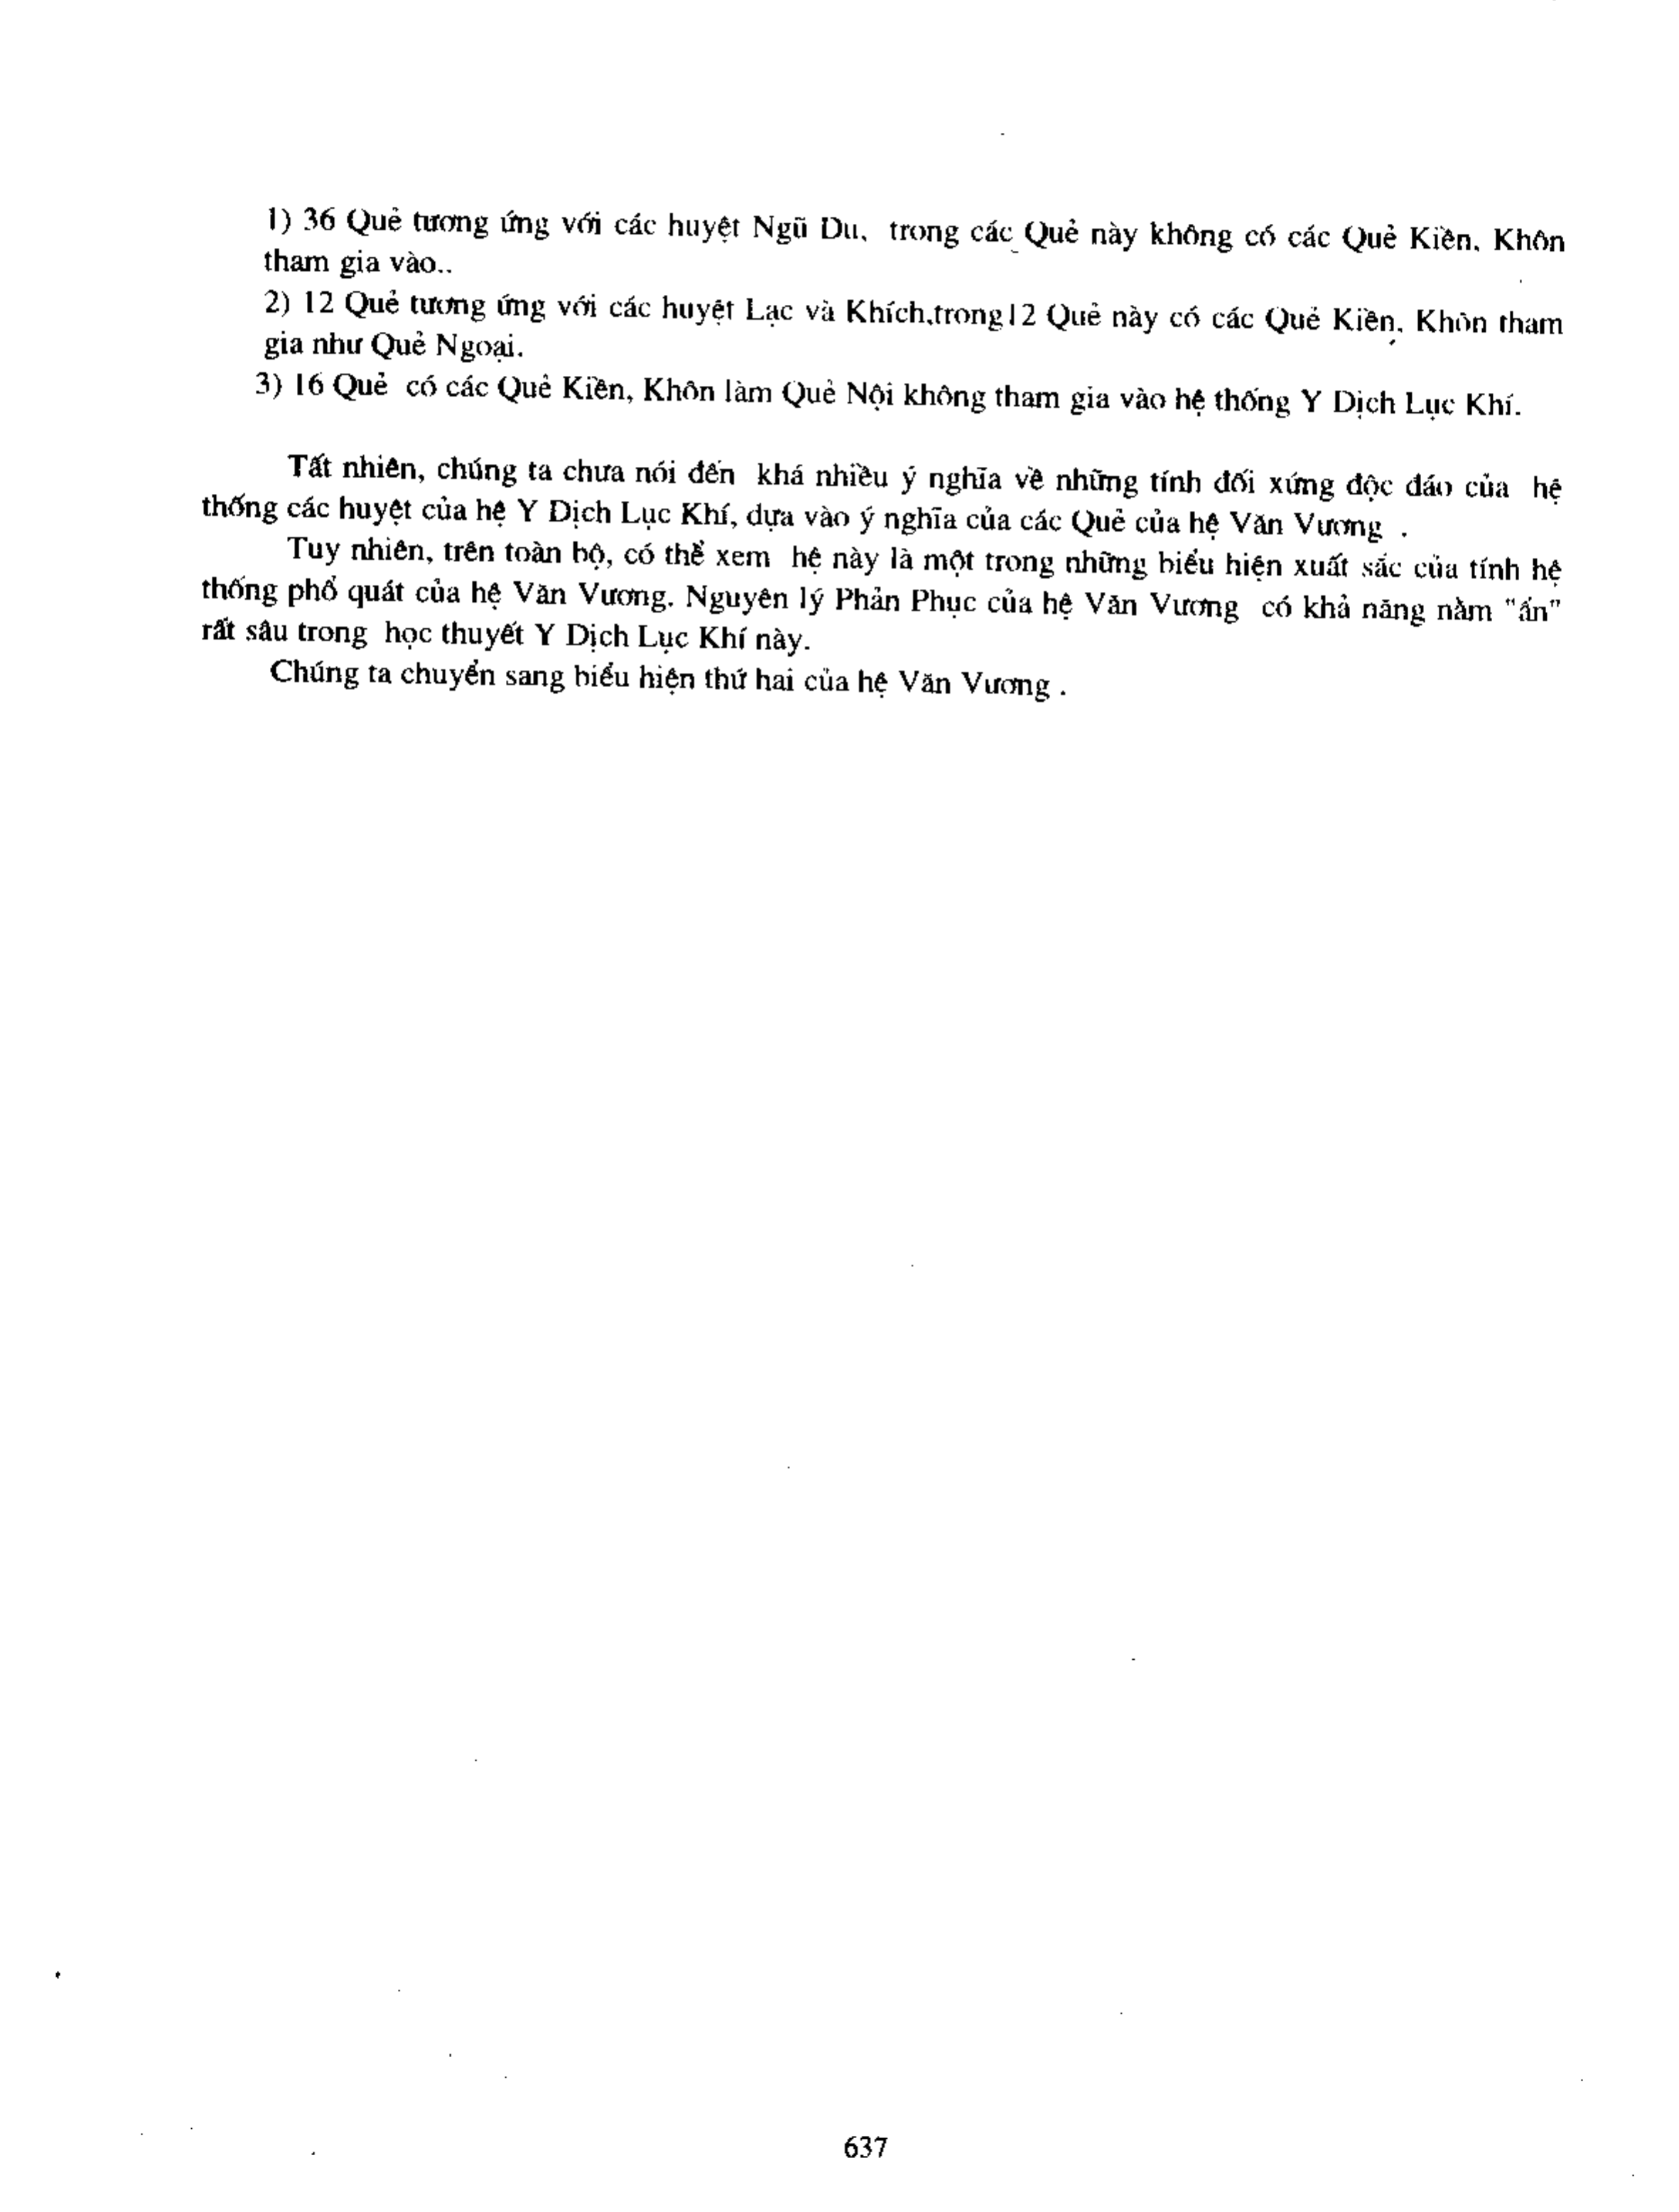 1) 36 Quẻ tương ứng với các huyệt Ngũ Du, trong các Quẻ này không có các Quẻ Kiền, Khôn
tham gia vào..
2) 12 Quẻ tương ứng với các huyệt Lạc và Khích,trong12 Quẻ này có các Quẻ Kiền, Khôn tham
gia như Quẻ Ngoại.
3) 16 Quẻ có các Quẻ Kiền, Khôn làm Quẻ Nội không tham gia vào hệ thống Y Dịch Lục Khí.
Tất nhiên, chúng ta chưa nói đến khá nhiều ý nghĩa về những tính đối xứng độc đáo của hệ
thống các huyệt của hệ Y Dịch Lục Khí, dựa vào ý nghĩa của các Quẻ của hệ Văn Vương .
Tuy nhiên, trên toàn bộ, có thể xem hệ này là một trong những biểu hiện xuất sắc của tính hệ
thống phổ quát của hệ Văn Vương. Nguyên lý Phản Phục của hệ Văn Vương có khả năng nằm "ẩn"
rất sâu trong học thuyết Y Dịch Lục Khí này.
Chúng ta chuyển sang biểu hiện thứ hai của hệ Văn Vương .
637